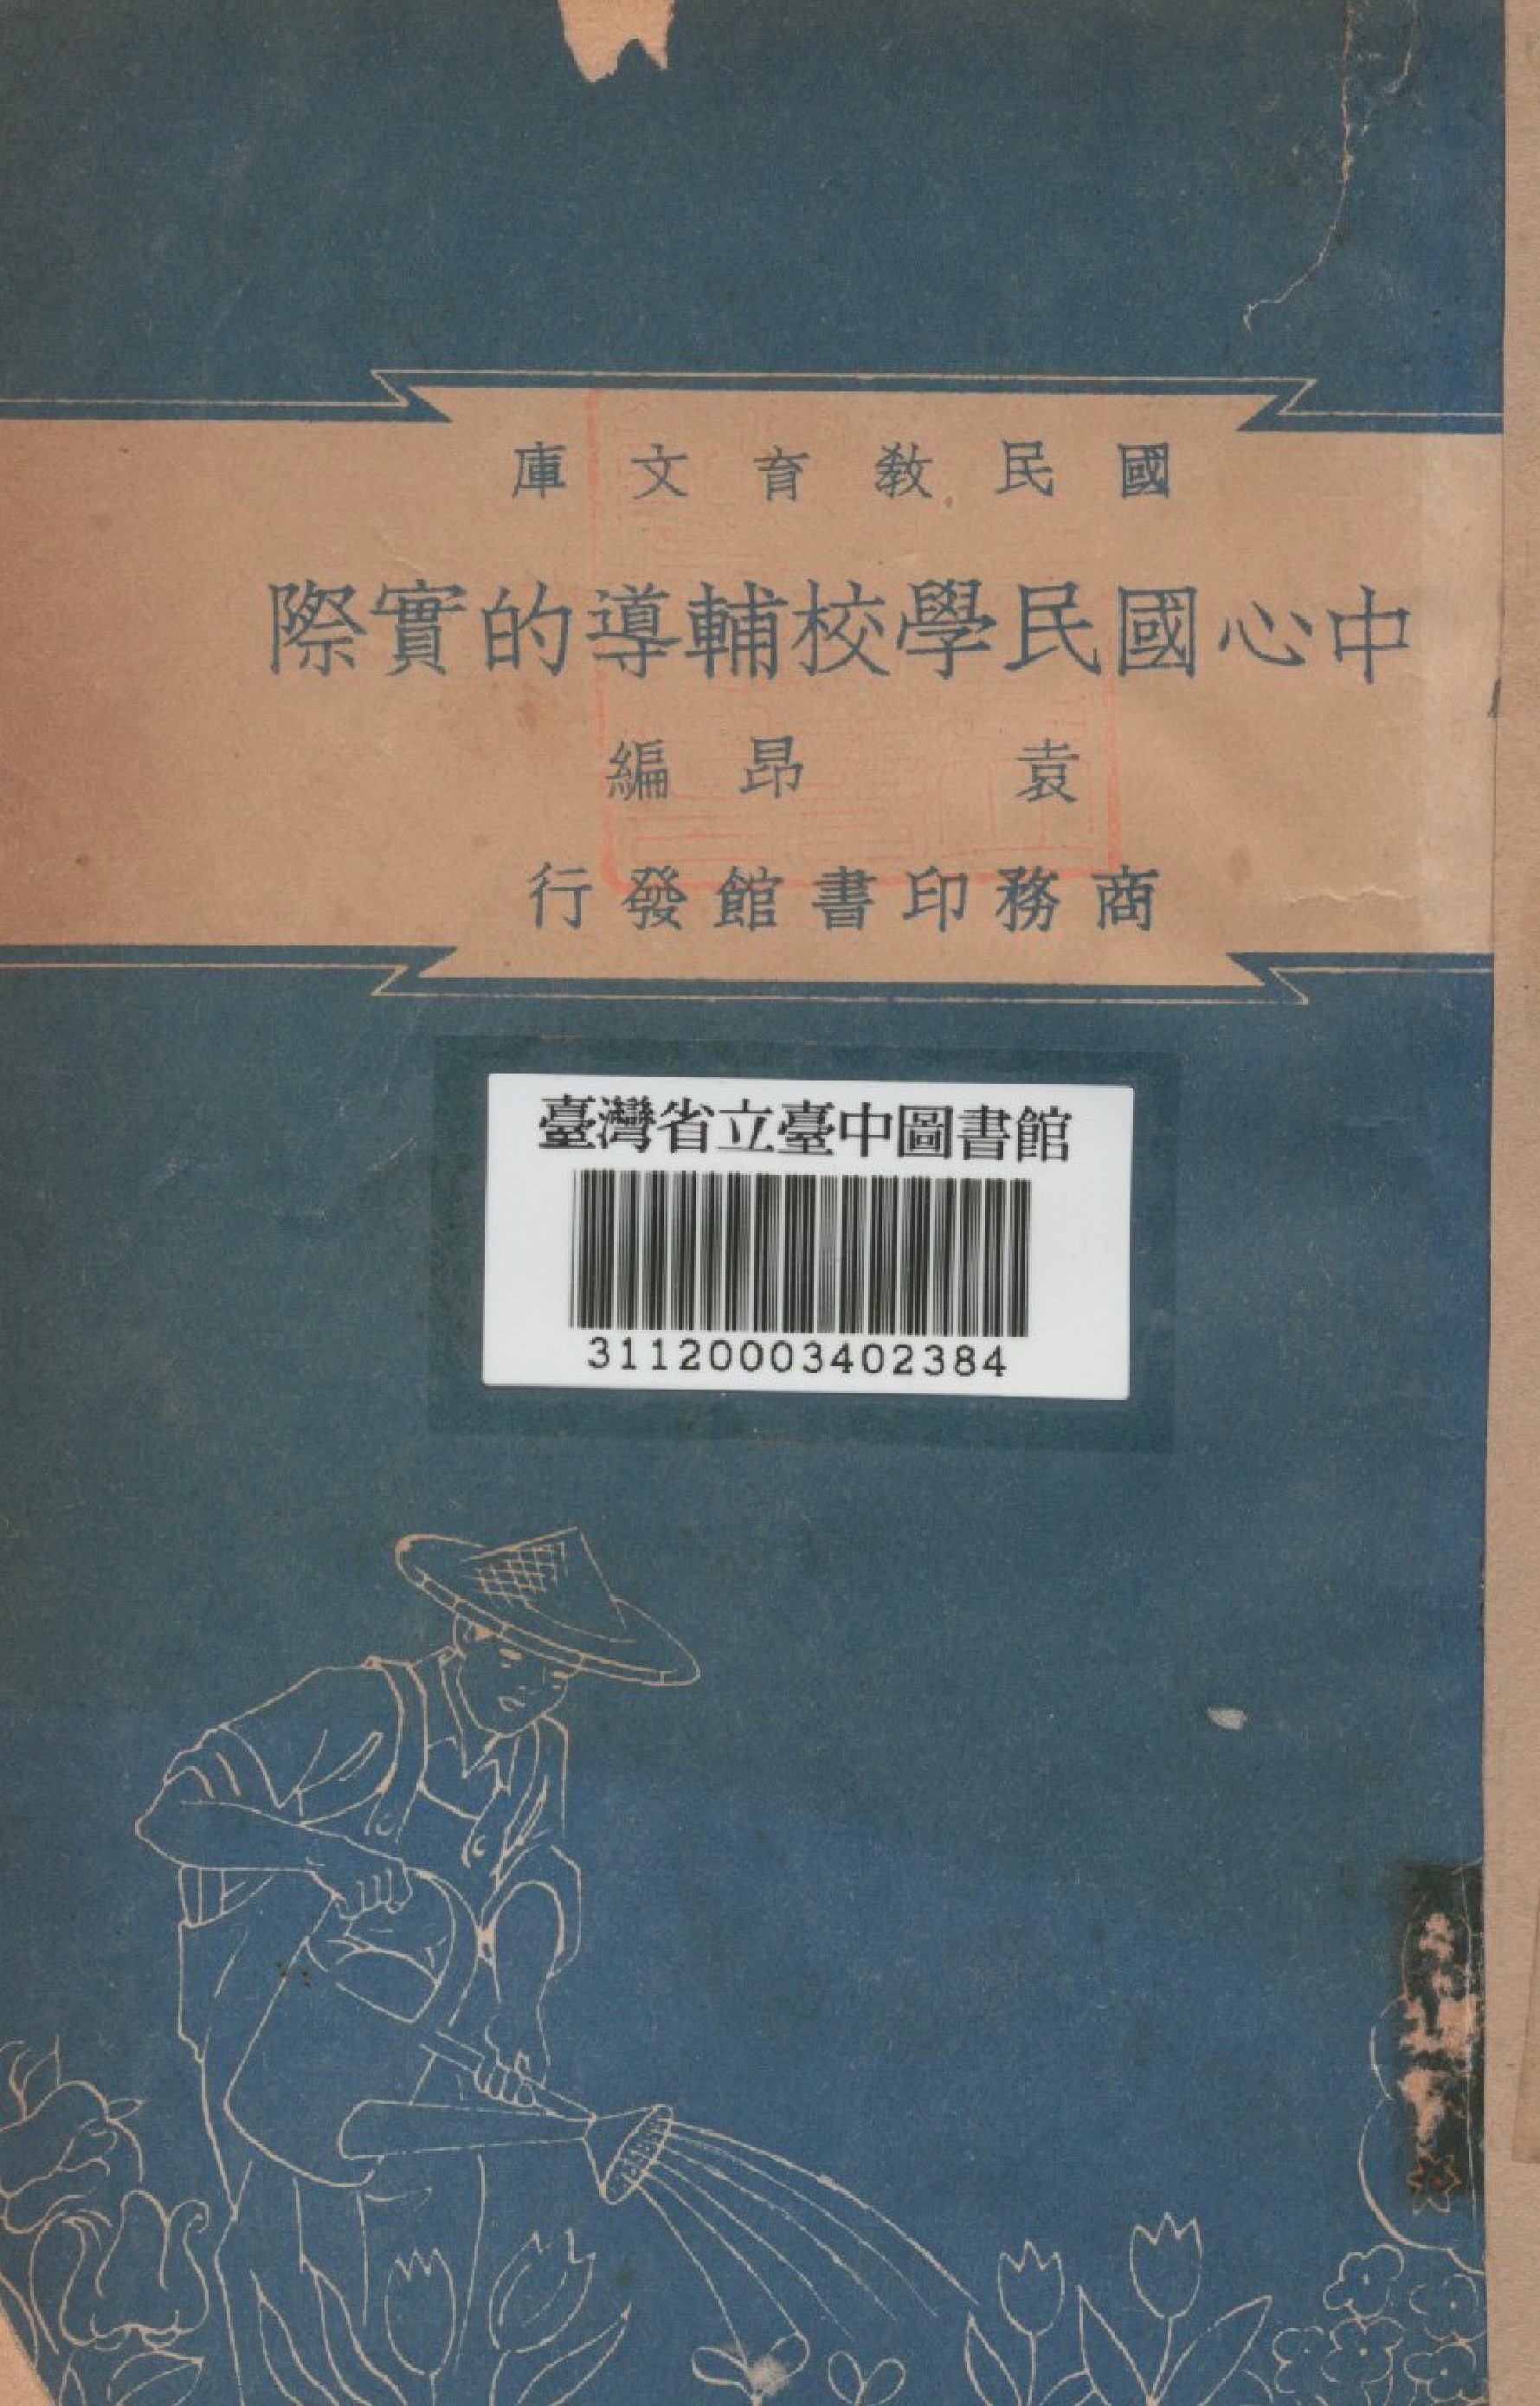 國民教育文庫
中心國民學校輔導的實際
袁昂編
商務印書館發行
臺灣省立臺中圖書館
31120003402384